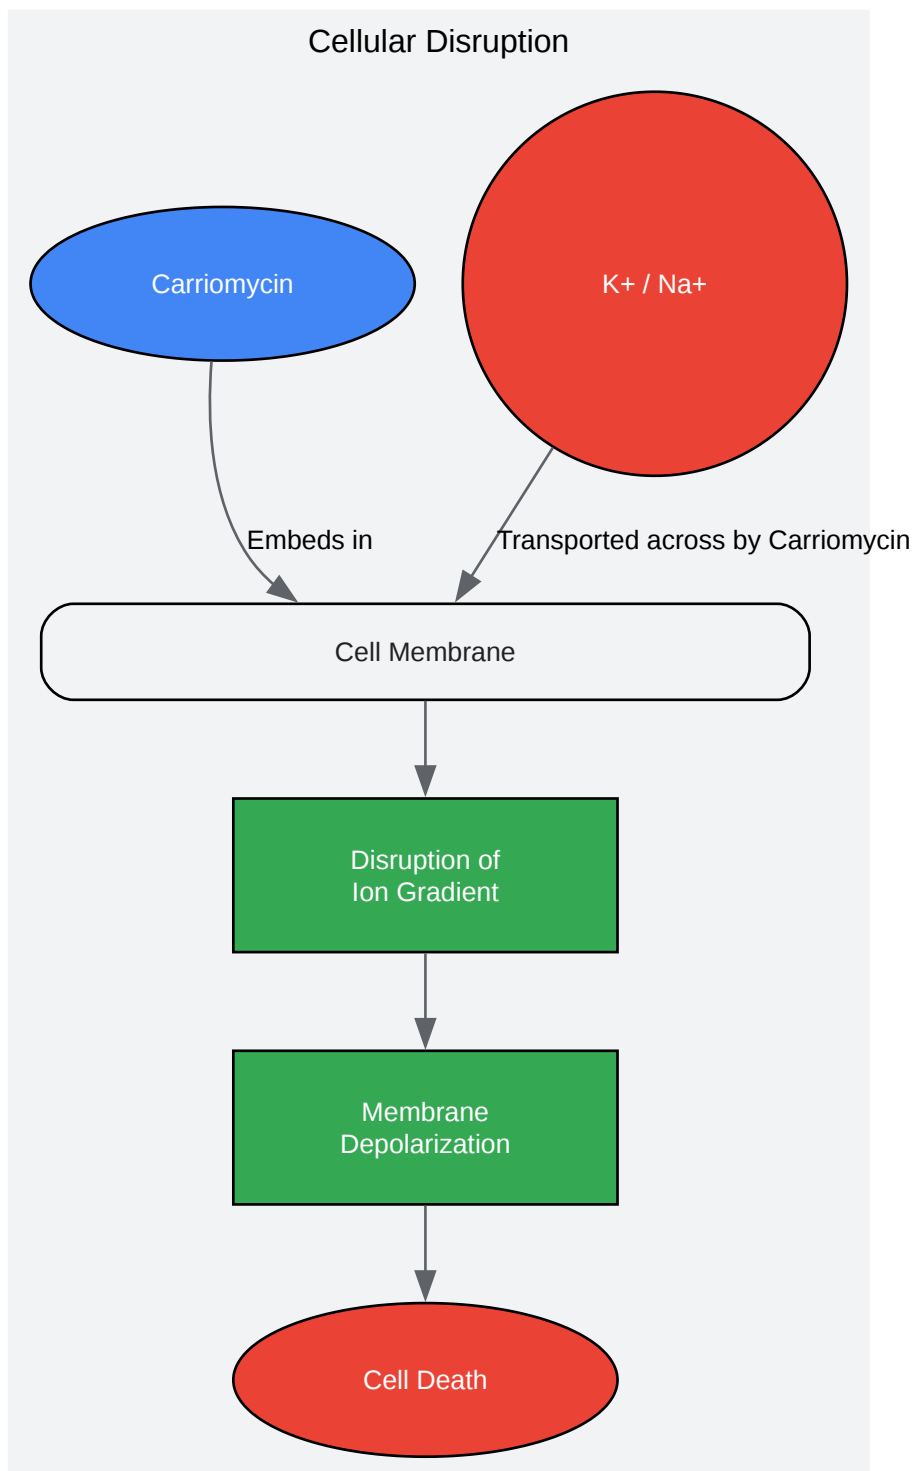 Cellular Disruption
Carriomycin
K+ / Na+
Embeds in
Transported across by Carriomycin
Cell Membrane
Disruption of
Ion Gradient
Membrane
Depolarization
Cell Death